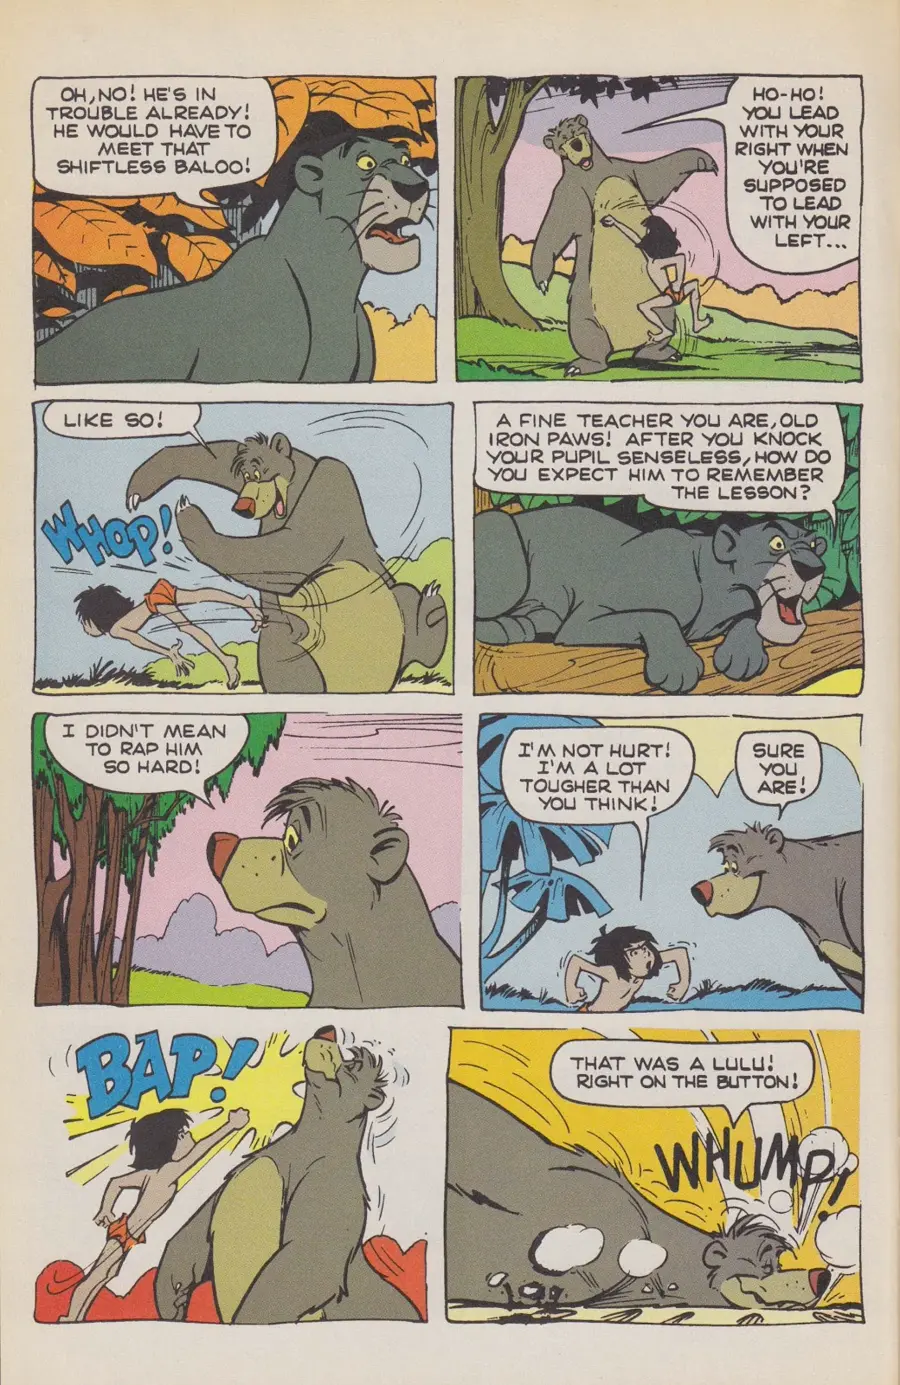 OH, NO! HE'S IN
TROUBLE ALREADY!
HE WOULD HAVE TO
MEET THAT
SHIFTLESS BALOO!
HO-HO!
YOU LEAD
WITH YOUR
RIGHT WHEN
YOU'RE
SUPPOSED
TO LEAD
WITH YOUR
LEFT...
LIKE SO!
WHOP!
A FINE TEACHER YOU ARE, OLD
IRON PAWS! AFTER YOU KNOCK
YOUR PUPIL SENSELESS, HOW DO
YOU EXPECT HIM TO REMEMBER
THE LESSON?
I DIDN'T MEAN
TO RAP HIM
SO HARD!
I'M NOT HURT!
I'M A LOT
TOUGHER THAN
YOU THINK!
SURE
YOU
ARE!
BAP!
THAT WAS A LULU!
RIGHT ON THE BUTTON!
WHUMP!